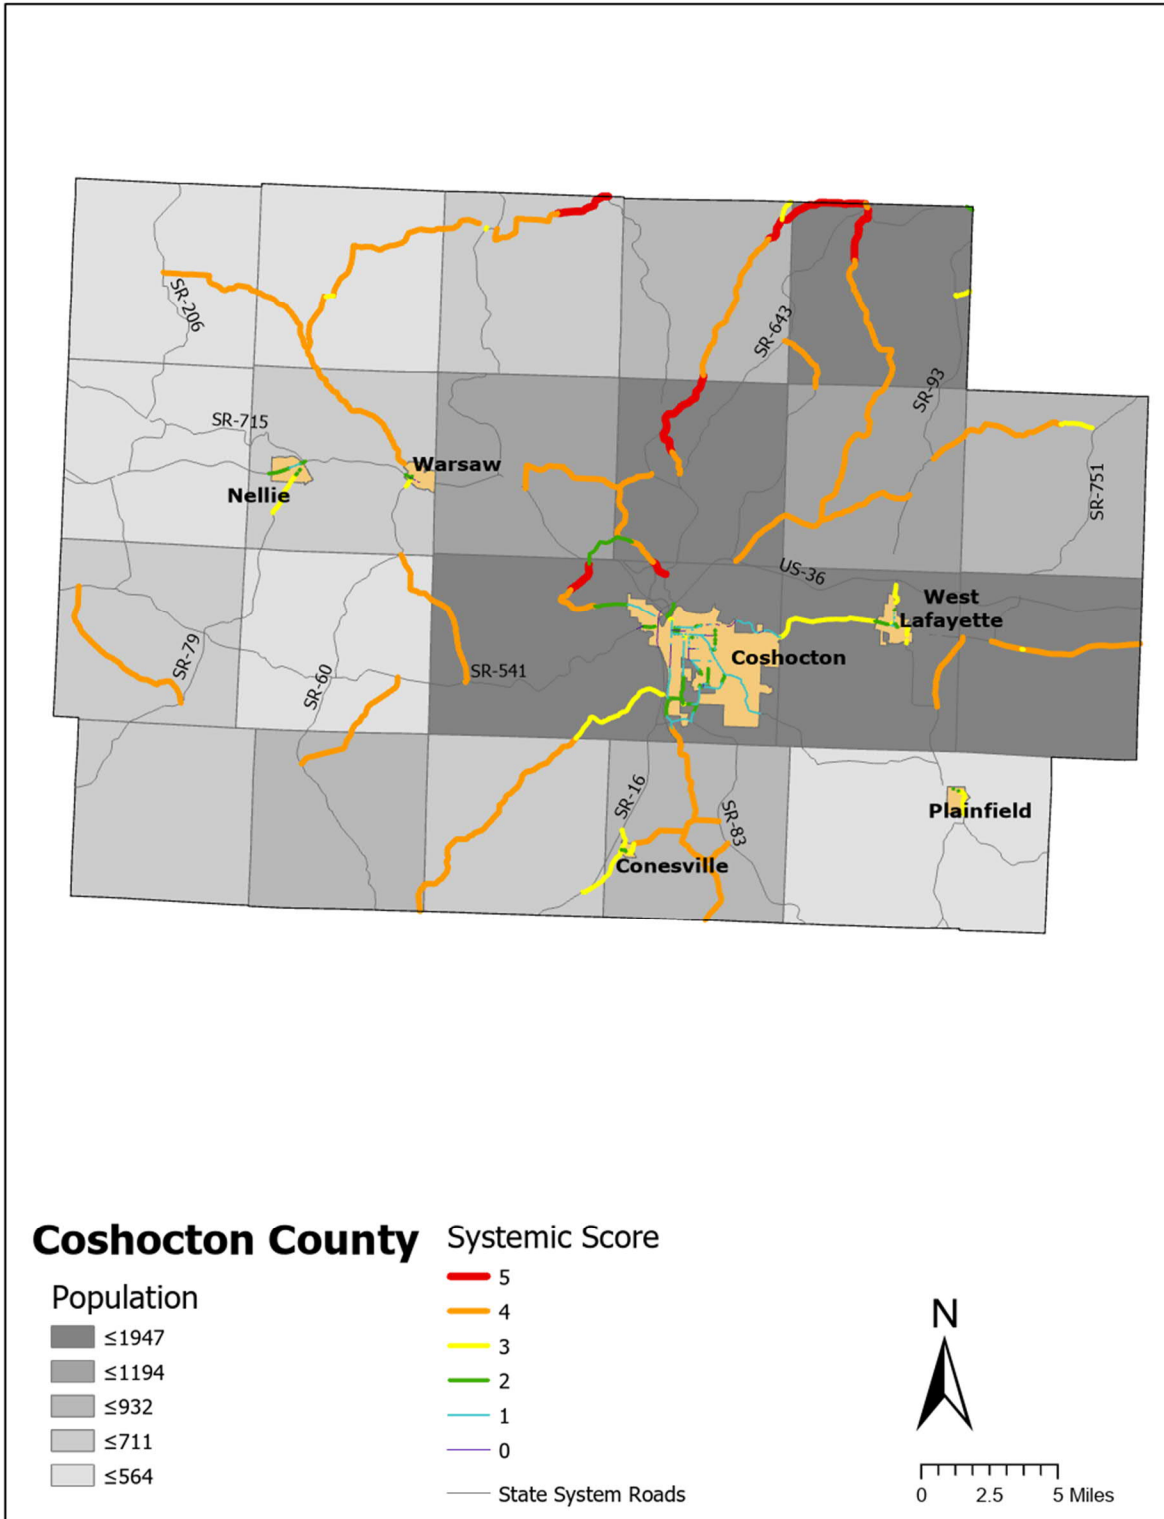 SR-206
SR-643
SR-93
SR-715
Warsaw
Nellie
SR-751
US-36
West
Lafayette
SR-79
SR-60
SR-541
Coshocton
SR-16
SR-83
Plainfield
Conesville
Coshocton County
Population
≤1947
≤1194
≤932
≤711
≤564
Systemic Score
5
4
3
2
1
0
State System Roads
N
0 2.5 5 Miles